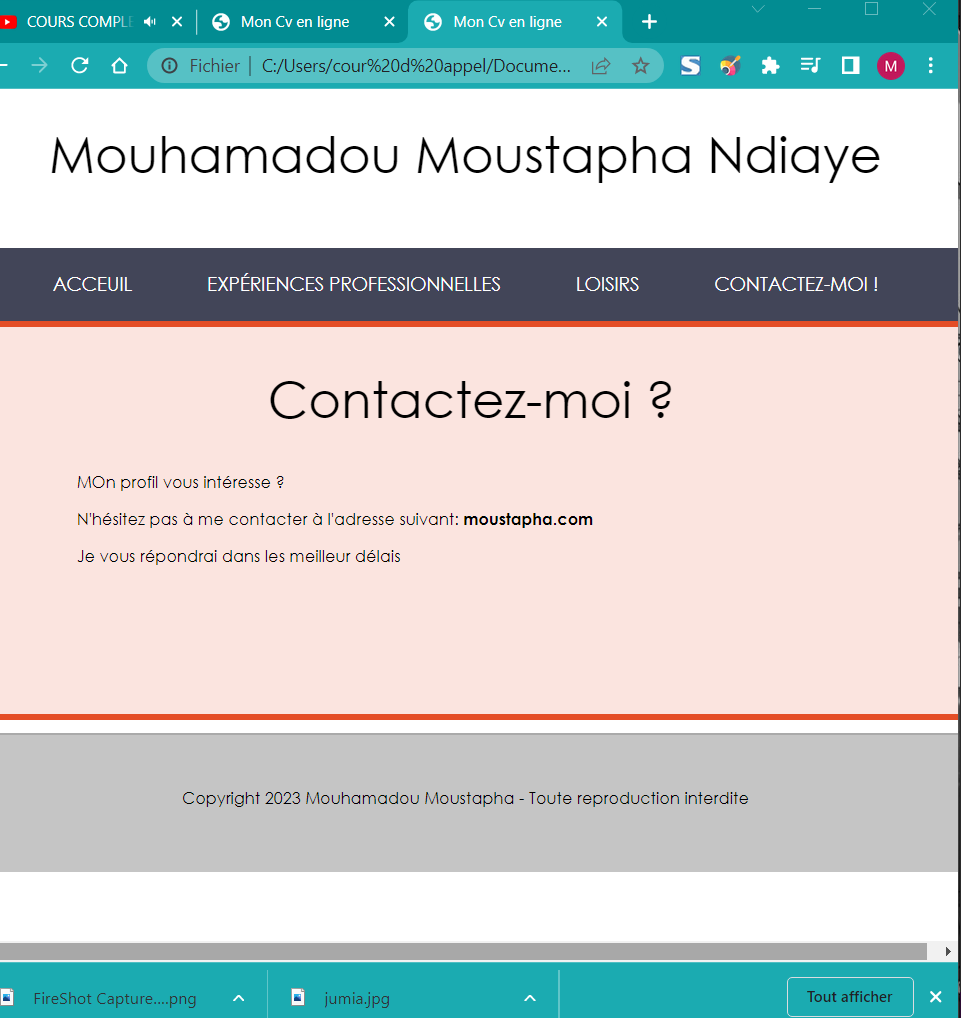 COURS COMPLE
Mon Cv en ligne
Mon Cv en ligne
Fichier | C:/Users/cour%20d%20appel/Docume...
M
Mouhamadou Moustapha Ndiaye
ACCEUIL EXPÉRIENCES PROFESSIONNELLES LOISIRS CONTACTEZ-MOI !
Contactez-moi ?
MOn profil vous intéresse ?
N'hésitez pas à me contacter à l'adresse suivant: moustapha.com
Je vous répondrai dans les meilleur délais
Copyright 2023 Mouhamadou Moustapha - Toute reproduction interdite
FireShot Capture....png
jumia.jpg
Tout afficher